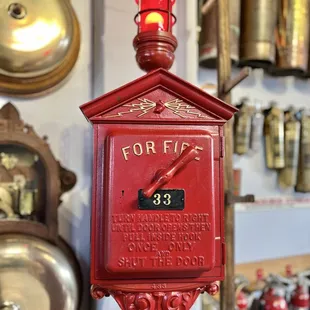 FOR FIRE
33
TURN HANDLE TO RIGHT
UNTIL DOOR OPENS THEN
PULL INSIDE HOOK
ONCE ONLY
AND
SHUT THE DOOR